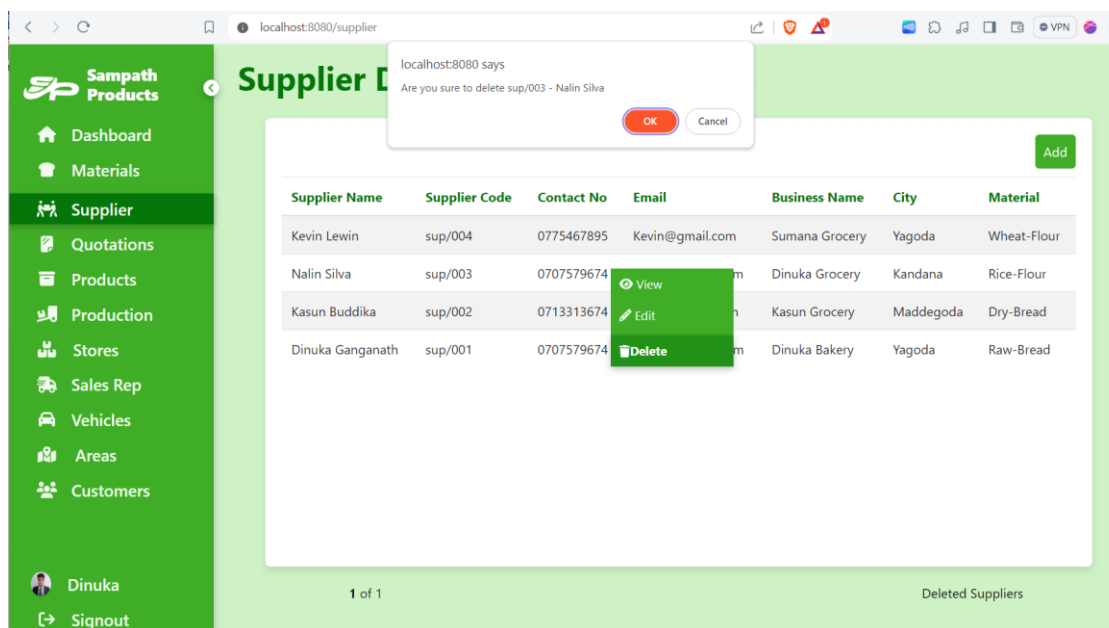 localhost:8080/supplier
VPN
localhost:8080 says
Are you sure to delete sup/003 - Nalin Silva
OK Cancel
Sampath
Products
Dashboard
Materials
Supplier
Quotations
Products
Production
Stores
Sales Rep
Vehicles
Areas
Customers
Dinuka
Signout
Supplier
Add
Supplier Name Supplier Code Contact No Email Business Name City Material
Kevin Lewin sup/004 0775467895 Kevin@gmail.com Sumana Grocery Yagoda Wheat-Flour
Nalin Silva sup/003 0707579674 m Dinuka Grocery Kandana Rice-Flour
Kasun Buddika sup/002 0713313674 Kasun Grocery Maddegoda Dry-Bread
Dinuka Ganganath sup/001 0707579674 m Dinuka Bakery Yagoda Raw-Bread
View
Edit
Delete
1 of 1
Deleted Suppliers